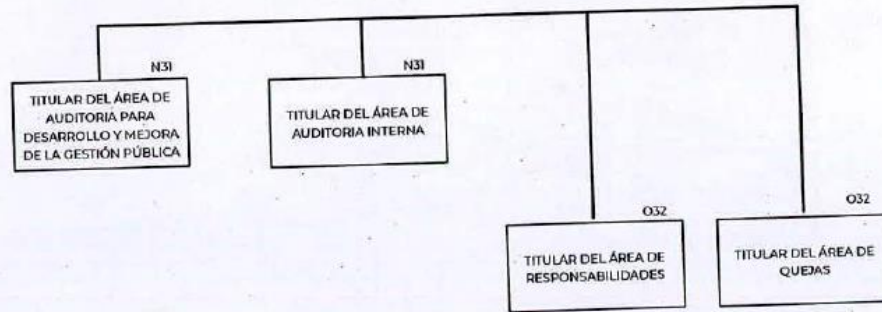 N31
TITULAR DEL ÁREA DE
AUDITORIA PARA
DESARROLLO Y MEJORA
DE LA GESTIÓN PÚBLICA
N31
TITULAR DEL ÁREA DE
AUDITORIA INTERNA
O32
TITULAR DEL ÁREA DE
RESPONSABILIDADES
O32
TITULAR DEL ÁREA DE
QUEJAS